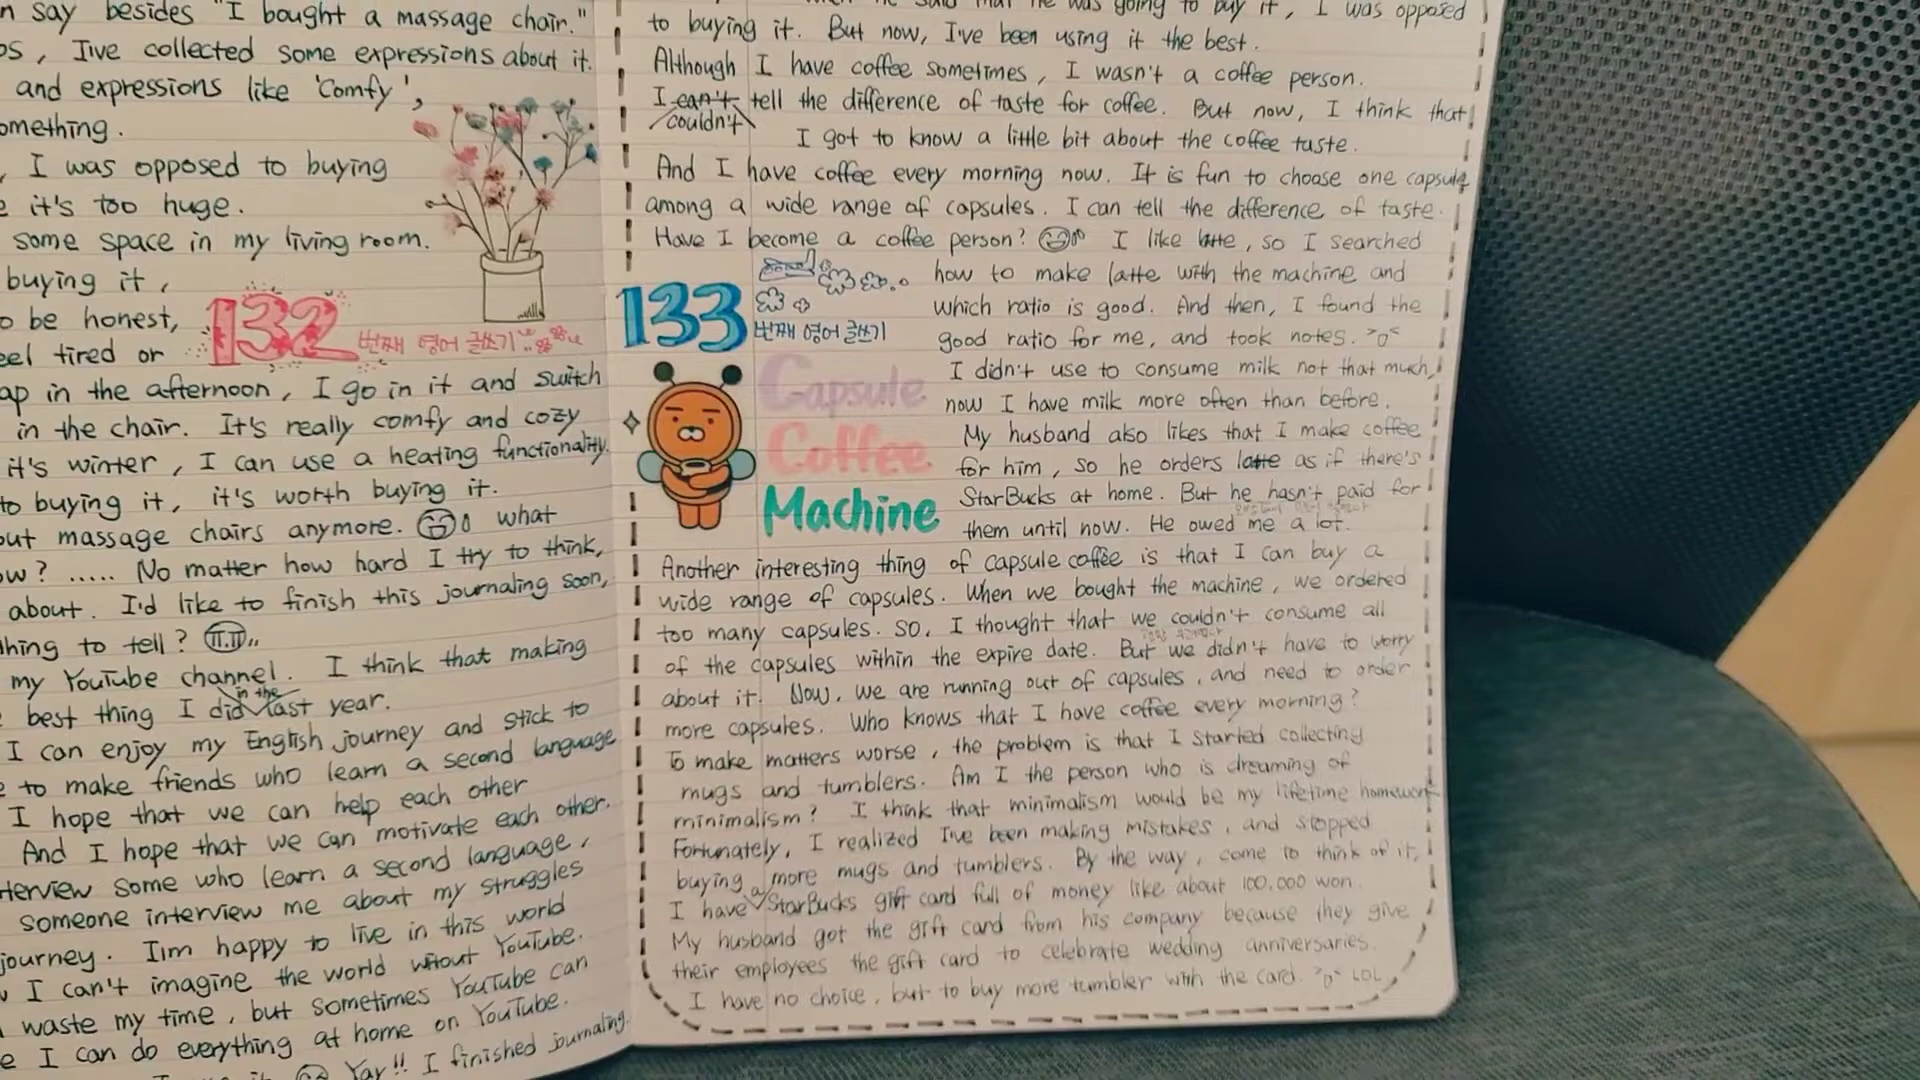 n say besides "I bought a massage chair."
os, I've collected some expressions about it.
and expressions like 'Comfy',
omething.
, I was opposed to buying
e it's too huge.
some space in my living room.
buying it,
o be honest,
eel tired or
132
번째 영어 글쓰기
ap in the afternoon, I go in it and switch
in the chair. It's really comfy and cozy
it's winter, I can use a heating functionality.
to buying it, it's worth buying it.
out massage chairs anymore. what
ow? ..... No matter how hard I try to think,
about. I'd like to finish this journaling soon,
thing to tell? π.π
my YouTube channel. I think that making
e best thing I did in the last year.
I can enjoy my English journey and stick to
e to make friends who learn a second language
I hope that we can help each other
And I hope that we can motivate each other.
terview some who learn a second language,
someone interview me about my struggles
journey. I'm happy to live in this world
I can't imagine the world witout YouTube.
waste my time, but sometimes YouTube can
e I can do everything at home on YouTube.
Yay!! I finished journaling.
he said that he was going to buy it, I was opposed
to buying it. But now, I've been using it the best.
Although I have coffee sometimes, I wasn't a coffee person.
I can't tell the difference of taste for coffee. But now, I think that
couldn't
I got to know a little bit about the coffee taste.
And I have coffee every morning now. It is fun to choose one capsule
among a wide range of capsules. I can tell the difference of taste.
Have I become a coffee person? I like latte, so I searched
how to make latte with the machine and
which ratio is good. And then, I found the
good ratio for me, and took notes.
133
번째 영어 글쓰기
Capsule
Coffee
Machine
I didn't use to consume milk not that much,
now I have milk more often than before.
My husband also likes that I make coffee
for him, so he orders latte as if there's
StarBucks at home. But he hasn't paid for
them until now. He owed me a lot.
Another interesting thing of capsule coffee is that I can buy a
wide range of capsules. When we bought the machine, we ordered
too many capsules. So, I thought that we couldn't consume all
of the capsules within the expire date. But we didn't have to worry
about it. Now, we are running out of capsules, and need to order
more capsules. Who knows that I have coffee every morning?
To make matters worse, the problem is that I started collecting
mugs and tumblers. Am I the person who is dreaming of
minimalism? I think that minimalism would be my lifetime homework
Fortunately, I realized I've been making mistakes, and stopped
buying more mugs and tumblers. By the way, come to think of it,
I have a StarBucks gift card full of money like about 100,000 won.
My husband got the gift card from his company because they give
their employees the gift card to celebrate wedding anniversaries.
I have no choice, but to buy more tumbler with the card. LOL